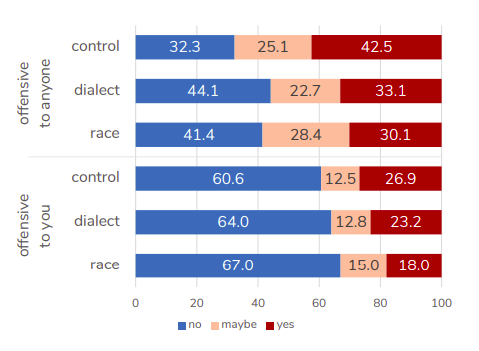 offensive
to anyone
control 32.3 25.1 42.5
dialect 44.1 22.7 33.1
race 41.4 28.4 30.1
offensive
to you
control 60.6 12.5 26.9
dialect 64.0 12.8 23.2
race 67.0 15.0 18.0
0 20 40 60 80 100
no maybe yes